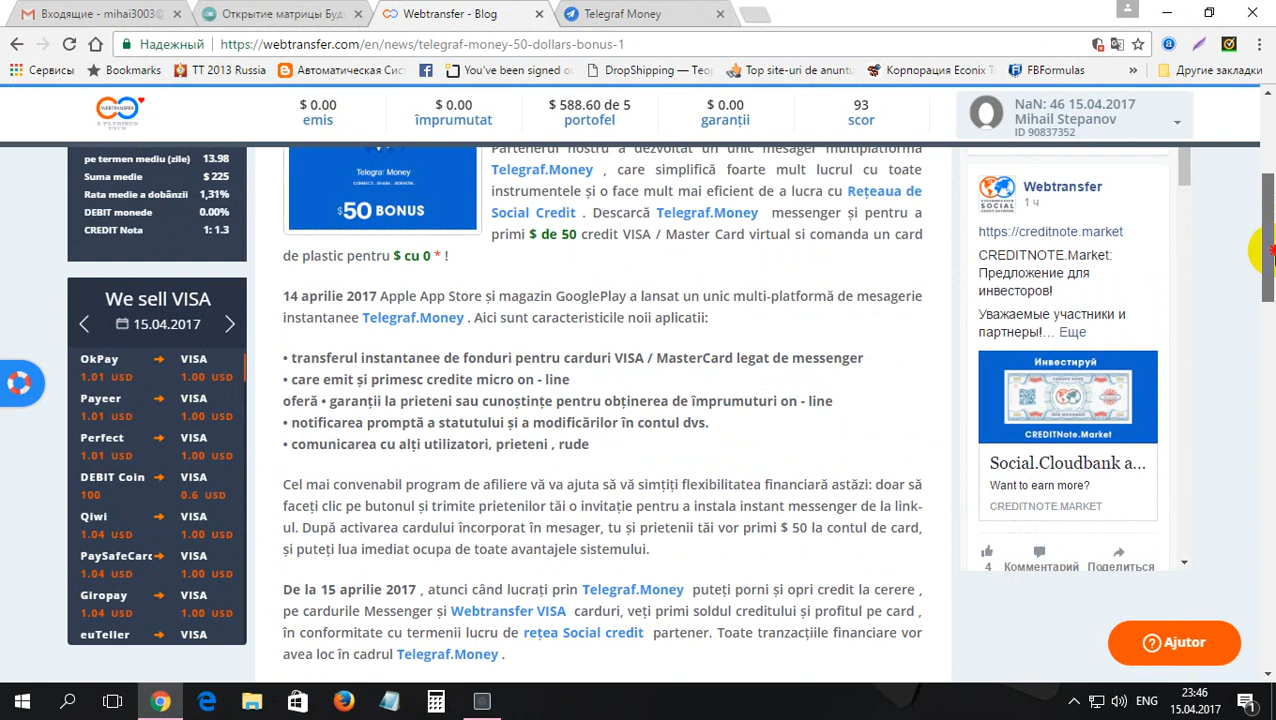 Входящие - mihai3003@
Открытие матрицы Буд
Webtransfer - Blog
Telegraf Money
Надежный
https://webtransfer.com/en/news/telegraf-money-50-dollars-bonus-1
Сервисы
Bookmarks
TT 2013 Russia
Автоматическая Сис
You've been signed o
DropShipping — Teo
Top site-uri de anuntu
Корпорация Econix T
FBFormulas
»
Другие закладки
WEBTRANSFER
$ 0.00
emis
$ 0.00
împrumutat
$ 588.60 de 5
portofel
$ 0.00
garanții
93
scor
NaN: 46 15.04.2017
Mihail Stepanov
ID 90837352
pe termen mediu (zile) 13.98
Suma medie $ 225
Rata medie a dobânzii 1,31%
DEBIT monede 0.00%
CREDIT Nota 1: 1.3
We sell VISA
15.04.2017
OkPay VISA
1.01 USD 1.00 USD
Payeer VISA
1.01 USD 1.00 USD
Perfect VISA
1.01 USD 1.00 USD
DEBIT Coin VISA
100 0.6 USD
Qiwi VISA
1.04 USD 1.00 USD
PaySafeCard VISA
1.04 USD 1.00 USD
Giropay VISA
1.04 USD 1.00 USD
euTeller VISA
Telegraf Money
$50 BONUS
Partenerul nostru a dezvoltat un unic mesager multiplatforma
Telegraf.Money , care simplifică foarte mult lucrul cu toate
instrumentele și o face mult mai eficient de a lucra cu Rețeaua de
Social Credit . Descarcă Telegraf.Money messenger și pentru a
primi $ de 50 credit VISA / Master Card virtual si comanda un card
de plastic pentru $ cu 0 * !
14 aprilie 2017 Apple App Store și magazin GooglePlay a lansat un unic multi-platformă de mesagerie
instantanee Telegraf.Money . Aici sunt caracteristicile noii aplicatii:
• transferul instantanee de fonduri pentru carduri VISA / MasterCard legat de messenger
• care emit și primesc credite micro on - line
oferă • garanții la prieteni sau cunoștințe pentru obținerea de împrumuturi on - line
• notificarea promptă a statutului și a modificărilor în contul dvs.
• comunicarea cu alți utilizatori, prieteni , rude
Cel mai convenabil program de afiliere vă va ajuta să vă simțiți flexibilitatea financiară astăzi: doar să
faceți clic pe butonul și trimite prietenilor tăi o invitație pentru a instala instant messenger de la link-
ul. După activarea cardului încorporat în mesager, tu și prietenii tăi vor primi $ 50 la contul de card,
și puteți lua imediat ocupa de toate avantajele sistemului.
De la 15 aprilie 2017 , atunci când lucrați prin Telegraf.Money puteți porni și opri credit la cerere ,
pe cardurile Messenger și Webtransfer VISA carduri, veți primi soldul creditului și profitul pe card ,
în conformitate cu termenii lucru de rețea Social credit partener. Toate tranzacțiile financiare vor
avea loc în cadrul Telegraf.Money .
Webtransfer
1 ч
https://creditnote.market
CREDITNOTE.Market:
Предложение для
инвесторов!
Уважаемые участники и
партнеры!… Еще
Инвестируй
CREDITNote.Market
Social.Cloudbank a...
Want to earn more?
CREDITNOTE.MARKET
4 Комментарий Поделиться
Ajutor
ENG
23:46
15.04.2017